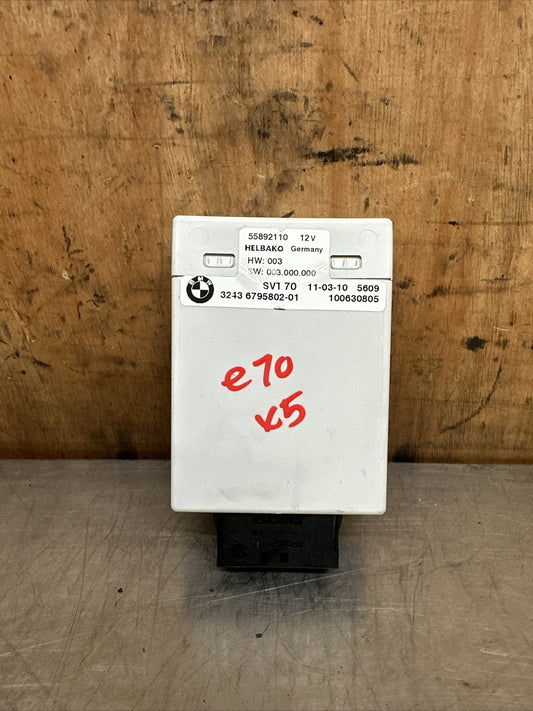 55892110 12V
HELBAKO Germany
HW: 003
SW: 003.000.000
BMW
SVT 70 11-03-10 5609
3243 6795802-01 100630805
e70
x5